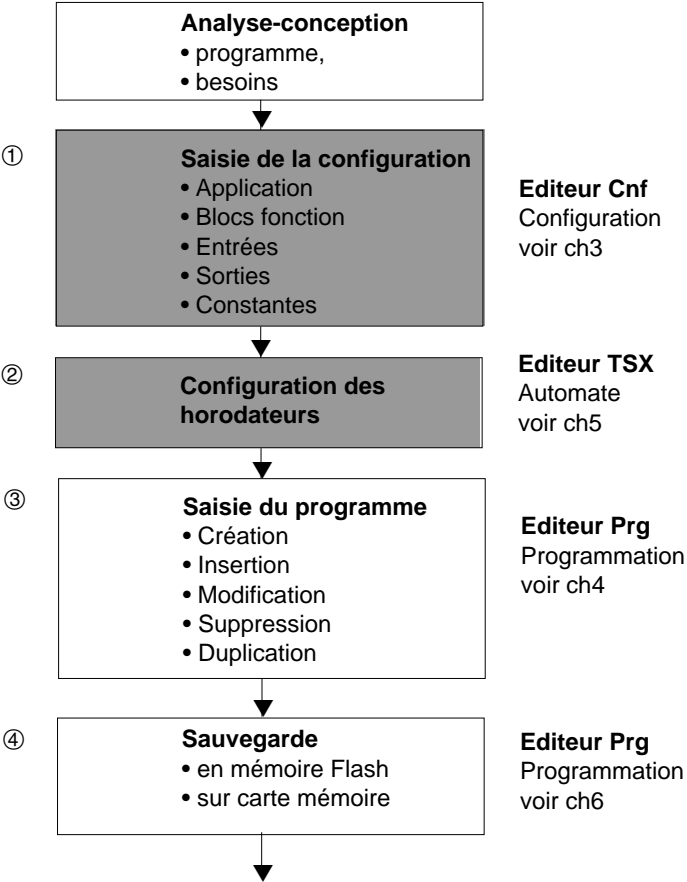 Analyse-conception
• programme,
• besoins
①
Saisie de la configuration
• Application
• Blocs fonction
• Entrées
• Sorties
• Constantes
Editeur Cnf
Configuration
voir ch3
②
Configuration des
horodateurs
Editeur TSX
Automate
voir ch5
③
Saisie du programme
• Création
• Insertion
• Modification
• Suppression
• Duplication
Editeur Prg
Programmation
voir ch4
④
Sauvegarde
• en mémoire Flash
• sur carte mémoire
Editeur Prg
Programmation
voir ch6